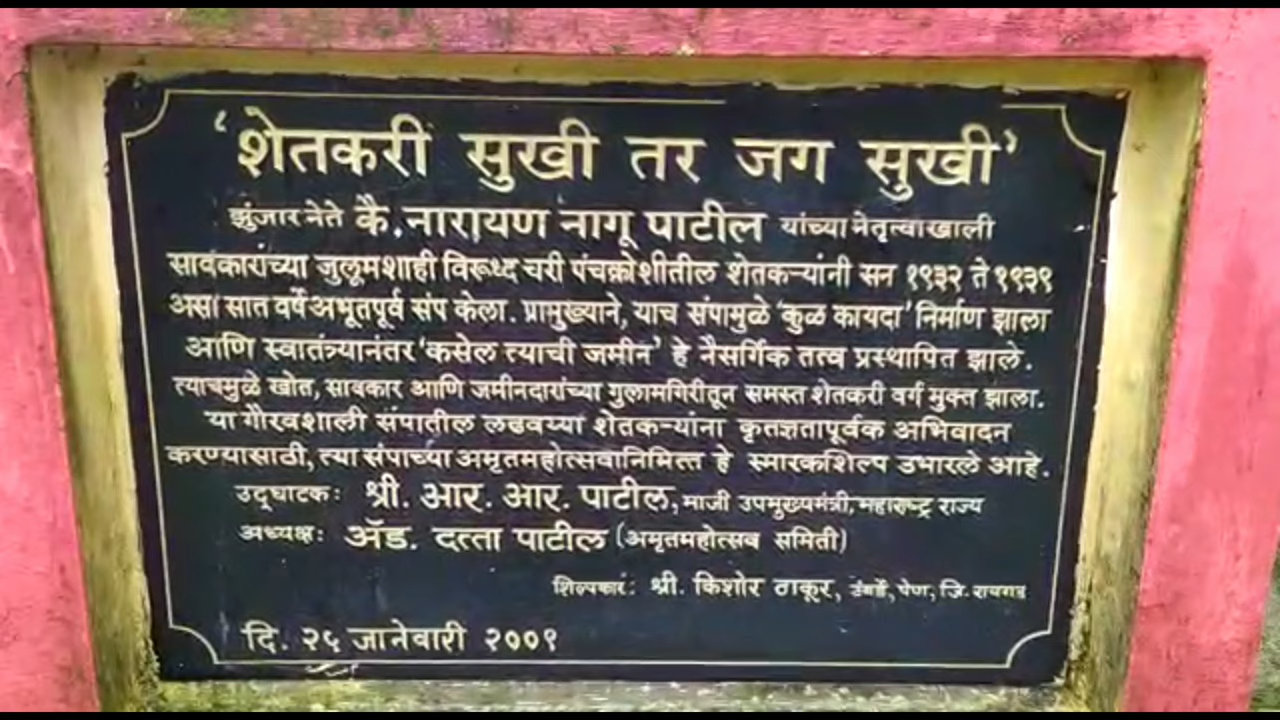 ‘शेतकरी सुखी तर जग सुखी’
झुंजार नेते कै. नारायण नागू पाटील यांच्या नेतृत्वाखाली
सावकारांच्या जुलूमशाही विरूध्द चरी पंचक्रोशीतील शेतकऱ्यांनी सन १९३२ ते १९३९
असा सात वर्षे अभूतपूर्व संप केला. प्रामुख्याने, याच संपामुळे ‘कुळ कायदा’ निर्माण झाला
आणि स्वातंत्र्यानंतर ‘कसेल त्याची जमीन’ हे नैसर्गिक तत्व प्रस्थापित झाले.
त्याचमुळे खोत, सावकार आणि जमीनदारांच्या गुलामगिरीतून समस्त शेतकरी वर्ग मुक्त झाला.
या गौरवशाली संपातील लढवय्या शेतकऱ्यांना कृतज्ञतापूर्वक अभिवादन
करण्यासाठी, त्या संपाच्या अमृतमहोत्सवानिमित्त हे स्मारकशिल्प उभारले आहे.
उद्घाटकः श्री. आर. आर. पाटील, माजी उपमुख्यमंत्री, महाराष्ट्र राज्य
अध्यक्षः ॲड. दत्ता पाटील (अमृतमहोत्सव समिती)
शिल्पकारः श्री. किशोर ठाकूर, पेण, जि. रायगड
दि. २६ जानेवारी २००९